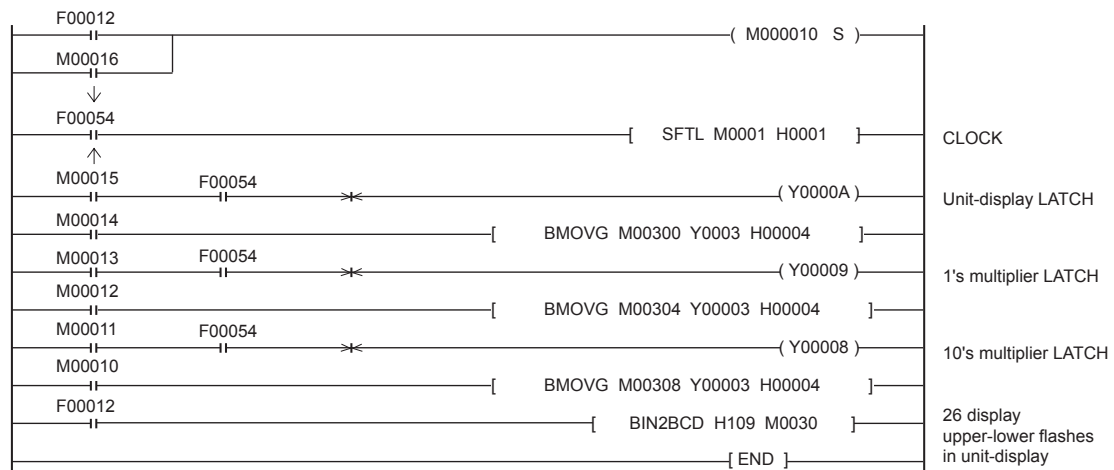 F00012
( M000010 S )
M00016
F00054
[ SFTL M0001 H0001 ]
CLOCK
M00015 F00054
( Y0000A )
Unit-display LATCH
M00014
[ BMOVG M00300 Y0003 H00004 ]
M00013 F00054
( Y00009 )
1's multiplier LATCH
M00012
[ BMOVG M00304 Y00003 H00004 ]
M00011 F00054
( Y00008 )
10's multiplier LATCH
M00010
[ BMOVG M00308 Y00003 H00004 ]
F00012
[ BIN2BCD H109 M0030 ]
26 display
upper-lower flashes
in unit-display
[ END ]